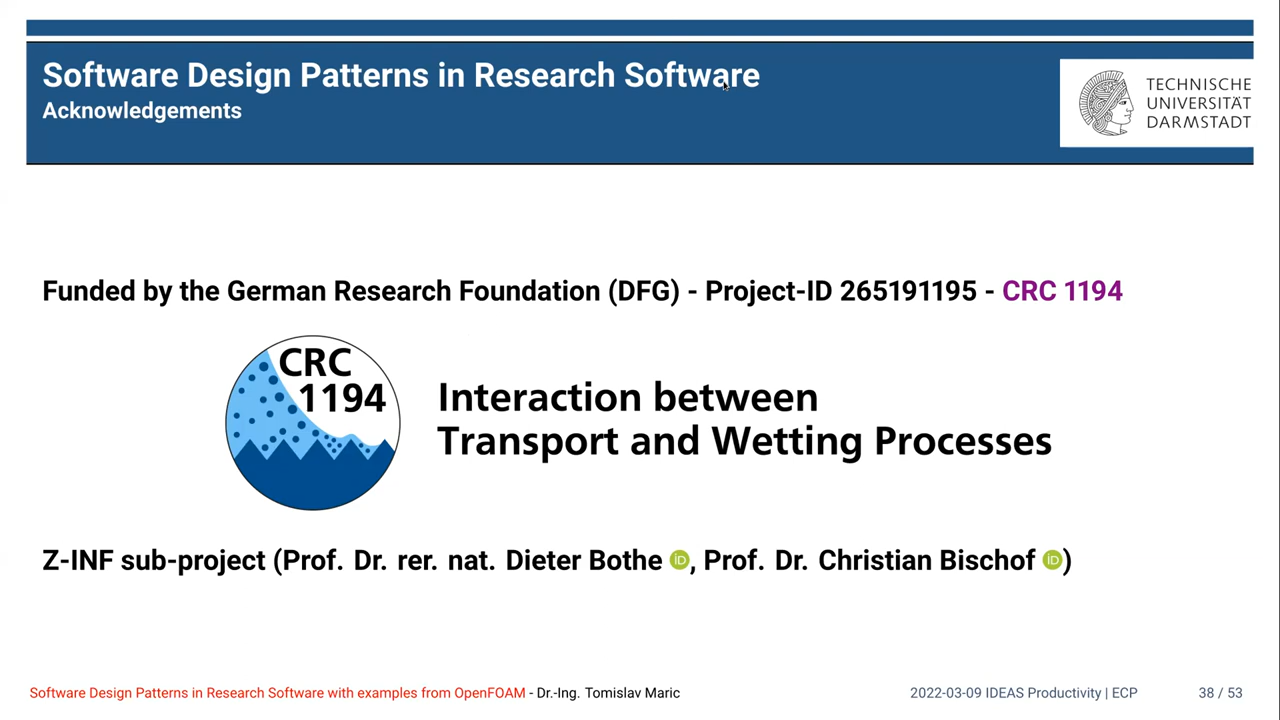 Software Design Patterns in Research Software
Acknowledgements
TECHNISCHE
UNIVERSITÄT
DARMSTADT
Funded by the German Research Foundation (DFG) - Project-ID 265191195 - CRC 1194
CRC
1194
Interaction between
Transport and Wetting Processes
Z-INF sub-project (Prof. Dr. rer. nat. Dieter Bothe iD, Prof. Dr. Christian Bischof iD)
Software Design Patterns in Research Software with examples from OpenFOAM - Dr.-Ing. Tomislav Maric
2022-03-09 IDEAS Productivity | ECP
38 / 53